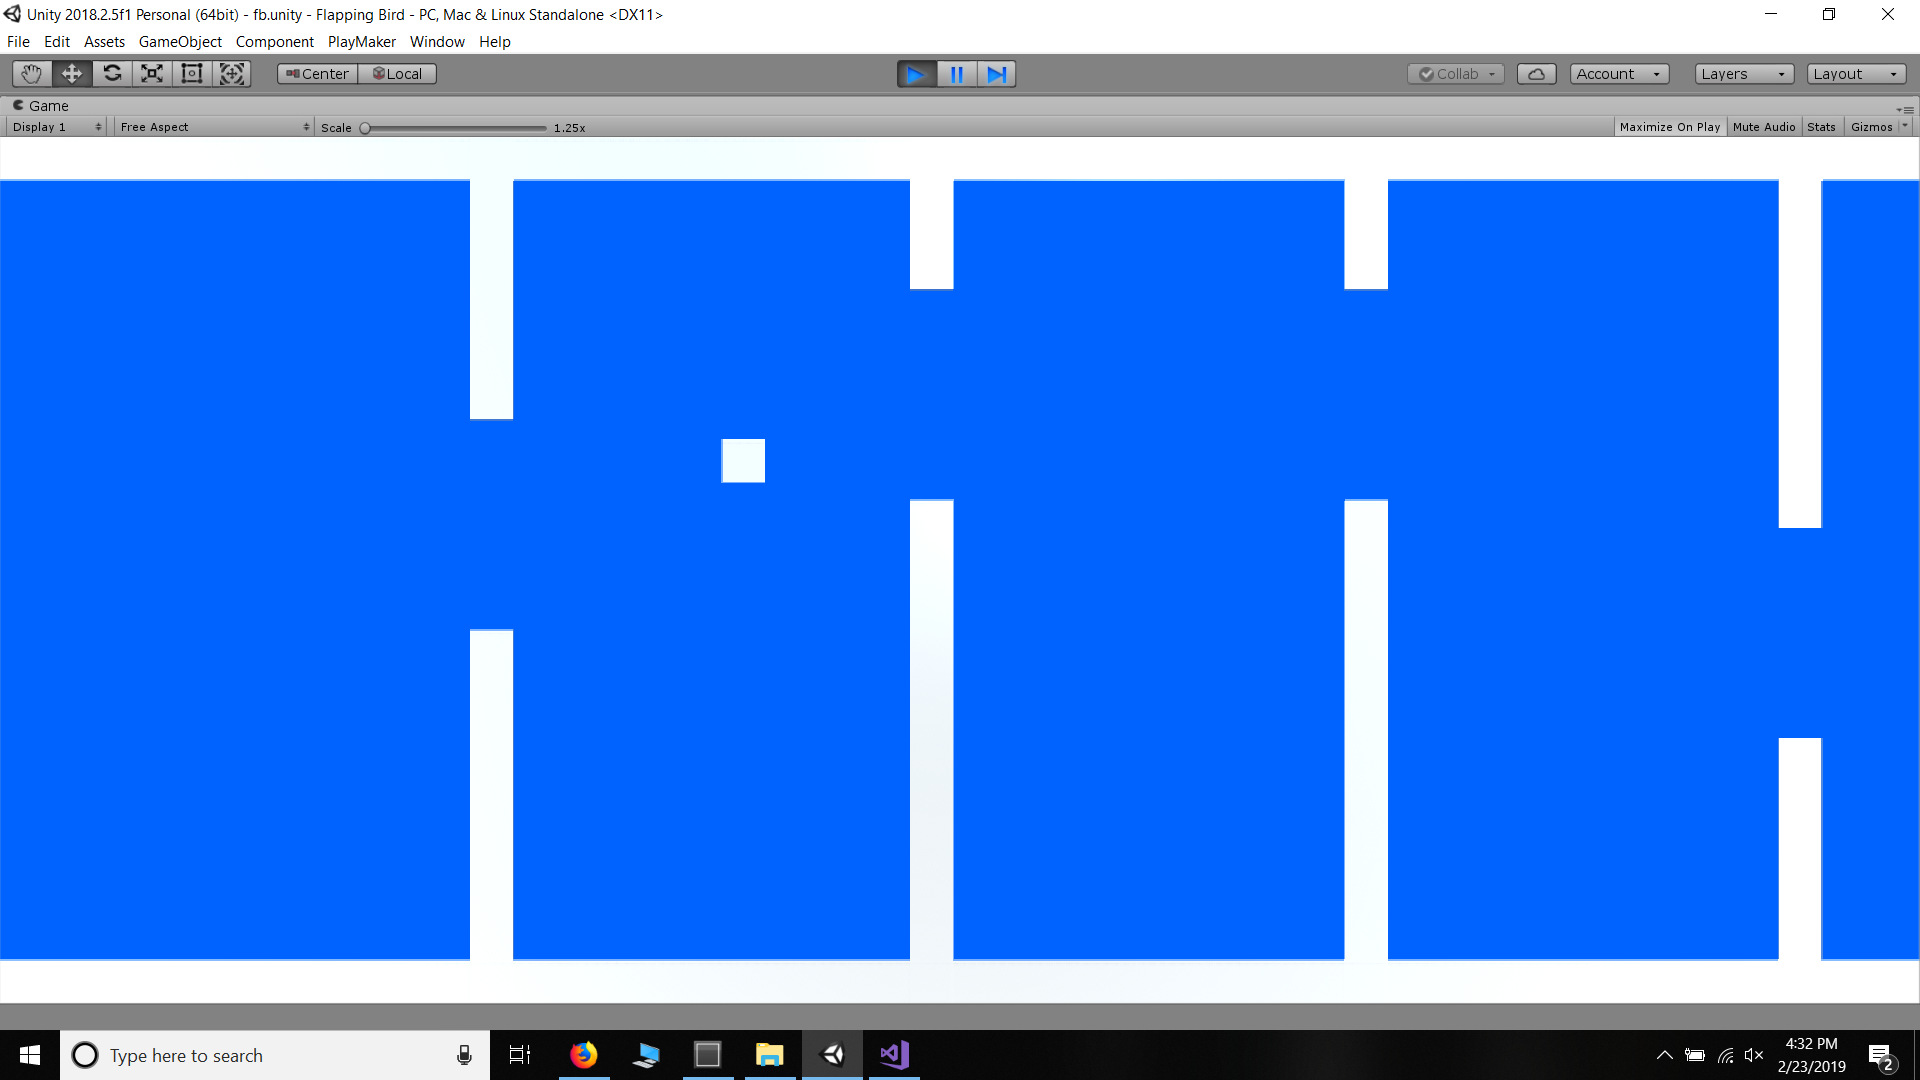 Unity 2018.2.5f1 Personal (64bit) - fb.unity - Flapping Bird - PC, Mac & Linux Standalone <DX11>
File Edit Assets GameObject Component PlayMaker Window Help
Center Local Collab Account Layers Layout
Game
Display 1 Free Aspect Scale 1.25x Maximize On Play Mute Audio Stats Gizmos
Type here to search
4:32 PM
2/23/2019
2